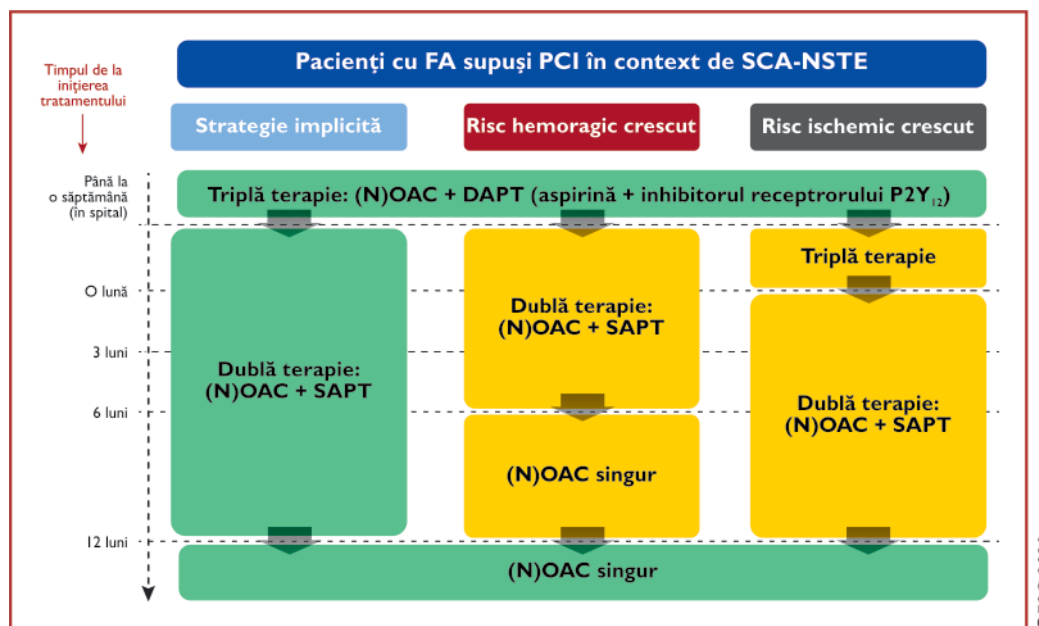 Pacienți cu FA supuși PCI în context de SCA-NSTE
Timpul de la
inițierea
tratamentului
Strategie implicită
Risc hemoragic crescut
Risc ischemic crescut
Până la
o săptămână
(în spital)
Triplă terapie: (N)OAC + DAPT (aspirină + inhibitorul receptrorului P2Y₁₂)
Triplă terapie
O lună
Dublă terapie:
(N)OAC + SAPT
3 luni
Dublă terapie:
(N)OAC + SAPT
6 luni
Dublă terapie:
(N)OAC + SAPT
(N)OAC singur
12 luni
(N)OAC singur